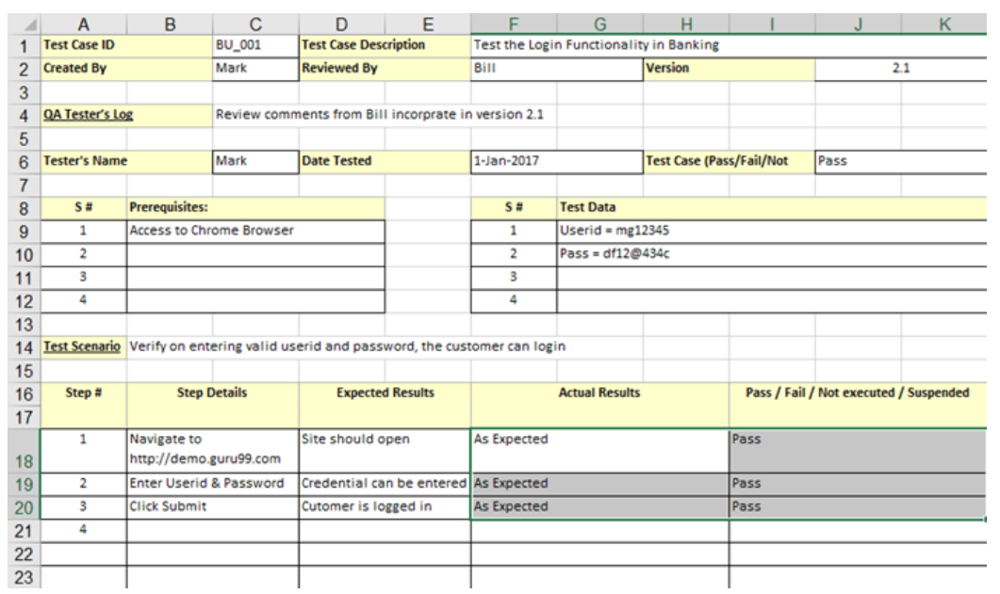 A B C D E F G H I J K
1 Test Case ID BU_001 Test Case Description Test the Login Functionality in Banking
2 Created By Mark Reviewed By Bill Version 2.1
3
4 QA Tester's Log Review comments from Bill incorprate in version 2.1
5
6 Tester's Name Mark Date Tested 1-Jan-2017 Test Case (Pass/Fail/Not Pass
7
8 S # Prerequisites: S # Test Data
9 1 Access to Chrome Browser 1 Userid = mg12345
10 2 2 Pass = df12@434c
11 3 3
12 4 4
13
14 Test Scenario Verify on entering valid userid and password, the customer can login
15
16 Step # Step Details Expected Results Actual Results Pass / Fail / Not executed / Suspended
17
1 Navigate to Site should open As Expected Pass
18 http://demo.guru99.com
19 2 Enter Userid & Password Credential can be entered As Expected Pass
20 3 Click Submit Cutomer is logged in As Expected Pass
21 4
22
23